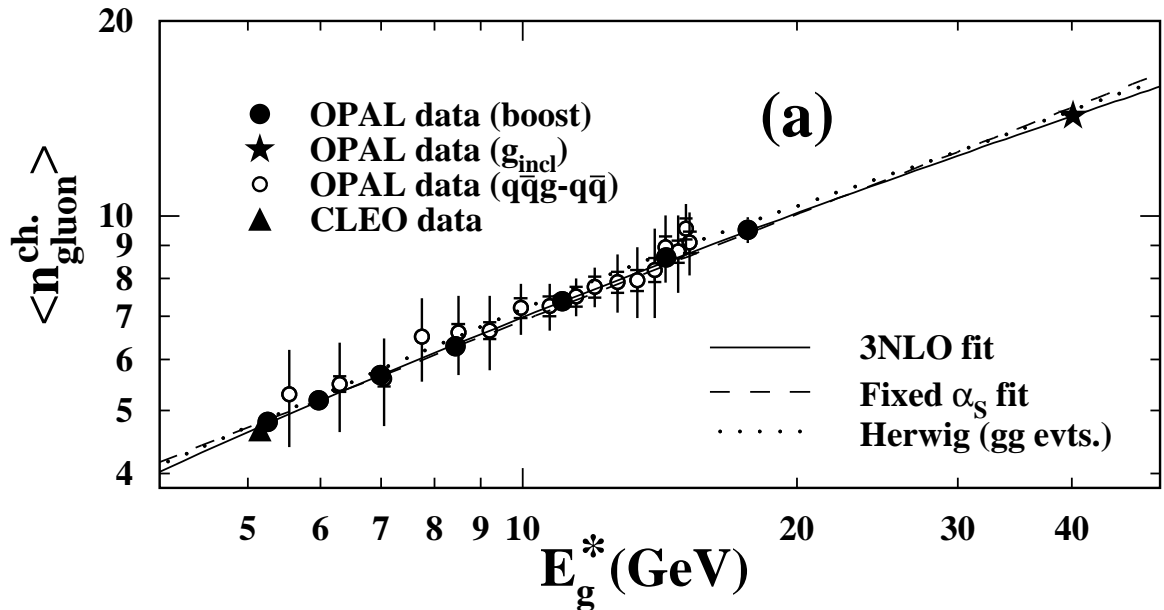 20
10
9
8
7
6
5
4
<n_gluon^ch.>
OPAL data (boost)
OPAL data (g_incl)
OPAL data (qq̄g-qq̄)
CLEO data
(a)
3NLO fit
Fixed α_S fit
Herwig (gg evts.)
5 6 7 8 9 10 20 30 40
E_g^* (GeV)